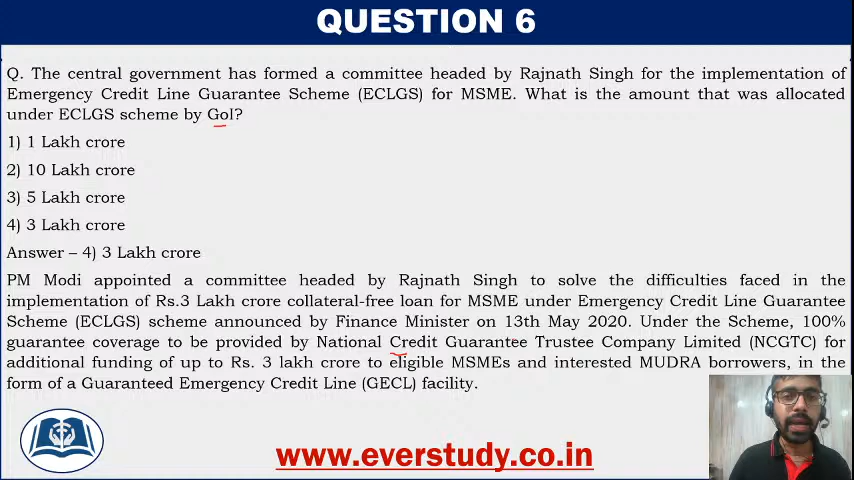 QUESTION 6
Q. The central government has formed a committee headed by Rajnath Singh for the implementation of
Emergency Credit Line Guarantee Scheme (ECLGS) for MSME. What is the amount that was allocated
under ECLGS scheme by GoI?
1) 1 Lakh crore
2) 10 Lakh crore
3) 5 Lakh crore
4) 3 Lakh crore
Answer – 4) 3 Lakh crore
PM Modi appointed a committee headed by Rajnath Singh to solve the difficulties faced in the
implementation of Rs.3 Lakh crore collateral-free loan for MSME under Emergency Credit Line Guarantee
Scheme (ECLGS) scheme announced by Finance Minister on 13th May 2020. Under the Scheme, 100%
guarantee coverage to be provided by National Credit Guarantee Trustee Company Limited (NCGTC) for
additional funding of up to Rs. 3 lakh crore to eligible MSMEs and interested MUDRA borrowers, in the
form of a Guaranteed Emergency Credit Line (GECL) facility.
www.everstudy.co.in